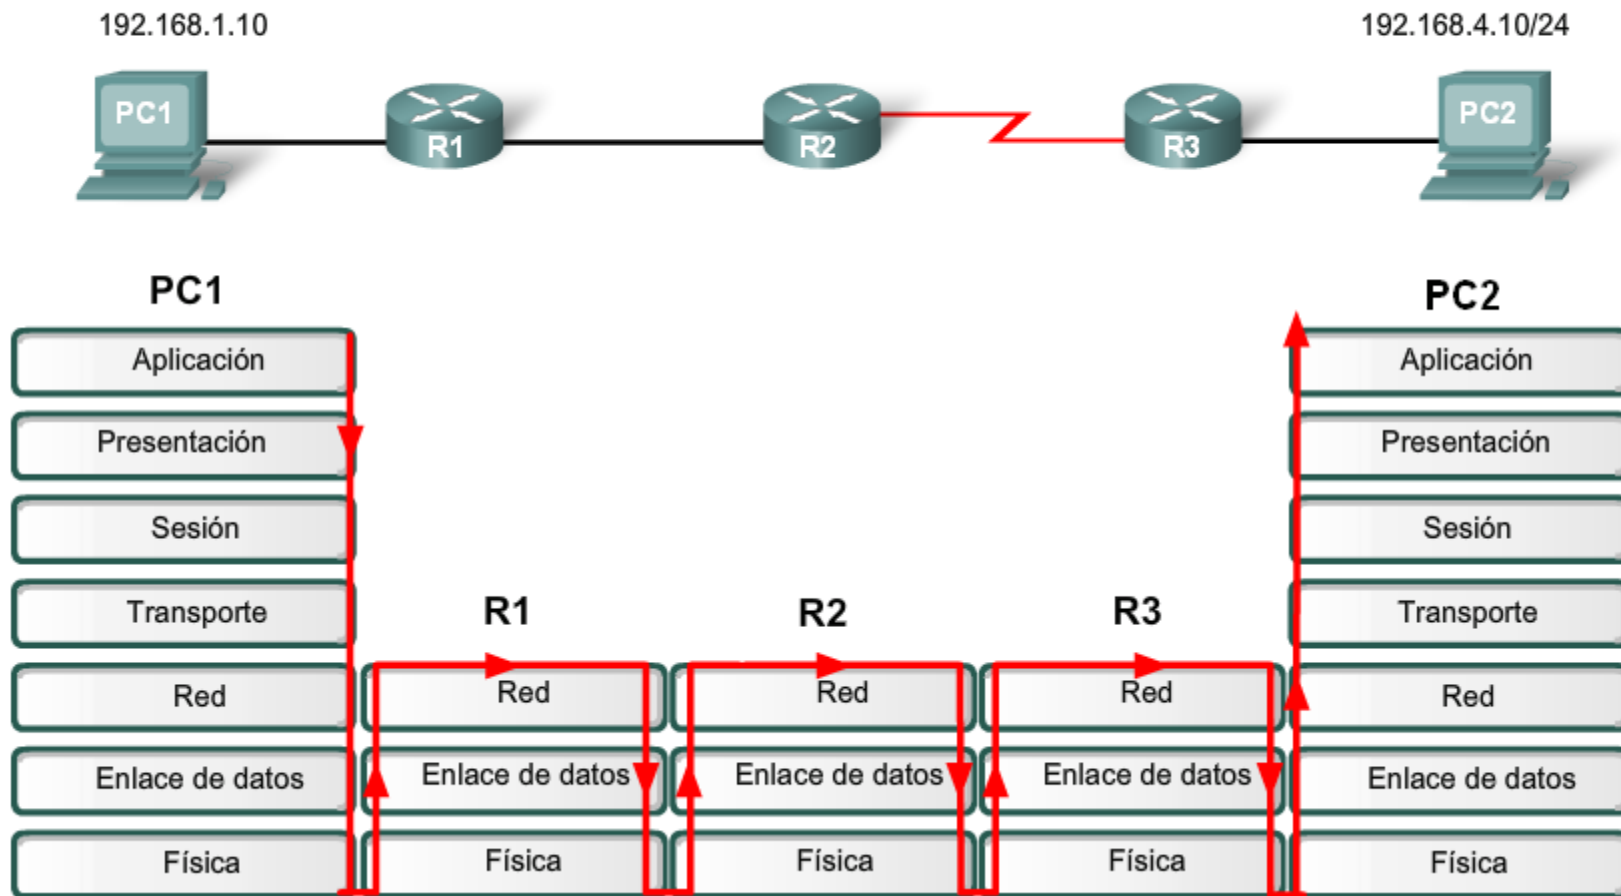 192.168.1.10
192.168.4.10/24
PC1
R1
R2
R3
PC2
PC1
PC2
Aplicación
Aplicación
Presentación
Presentación
Sesión
Sesión
Transporte
R1
R2
R3
Transporte
Red
Red
Red
Red
Red
Enlace de datos
Enlace de datos
Enlace de datos
Enlace de datos
Enlace de datos
Física
Física
Física
Física
Física